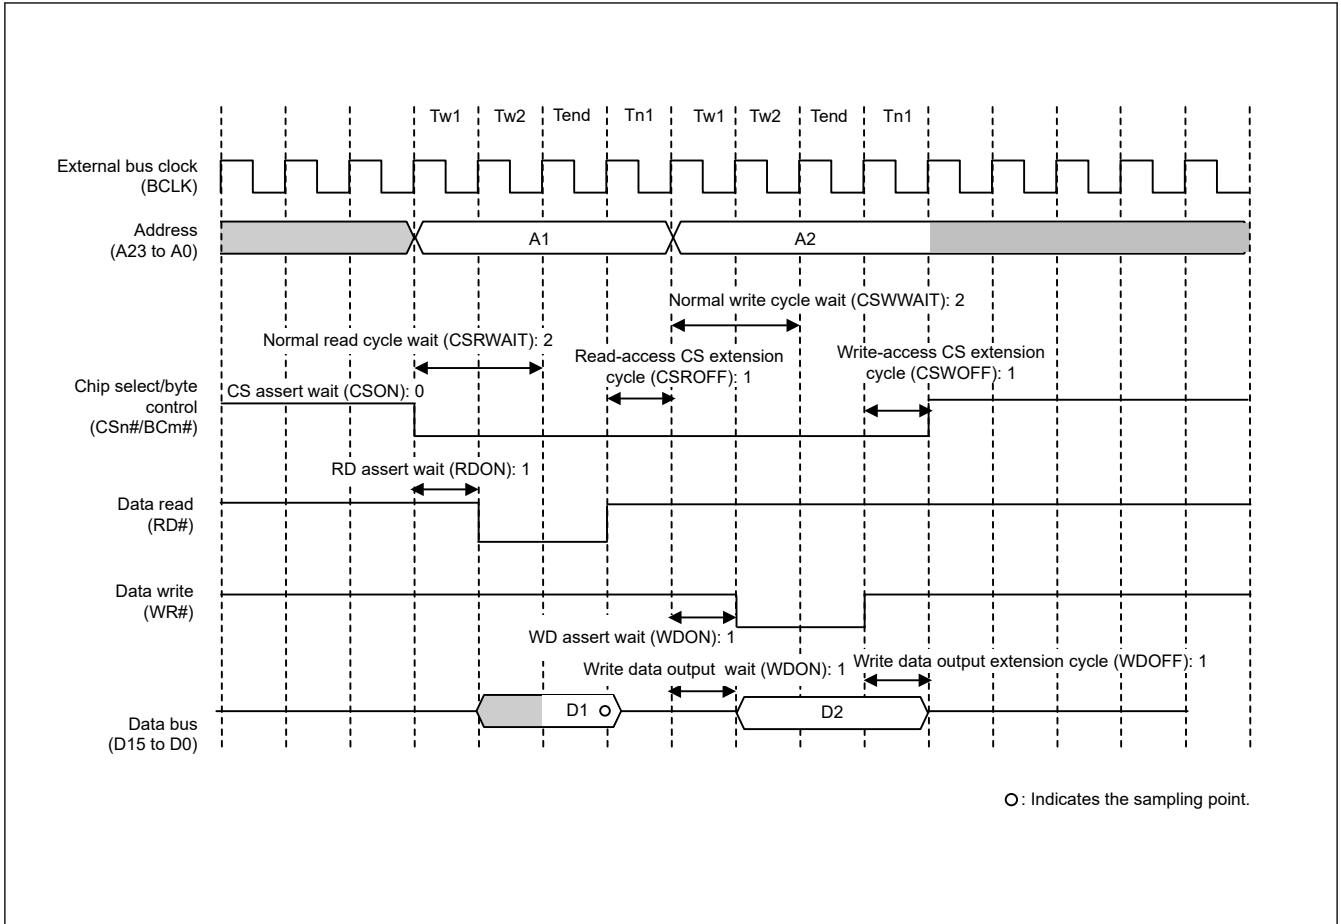 Tw1 Tw2 Tend Tn1 Tw1 Tw2 Tend Tn1
External bus clock
(BCLK)
Address
(A23 to A0)
A1
A2
Normal write cycle wait (CSWWAIT): 2
Normal read cycle wait (CSRWAIT): 2
Read-access CS extension
cycle (CSROFF): 1
Write-access CS extension
cycle (CSWOFF): 1
Chip select/byte
control
(CSn#/BCm#)
CS assert wait (CSON): 0
RD assert wait (RDON): 1
Data read
(RD#)
Data write
(WR#)
WD assert wait (WDON): 1
Write data output wait (WDON): 1
Write data output extension cycle (WDOFF): 1
Data bus
(D15 to D0)
D1
D2
: Indicates the sampling point.